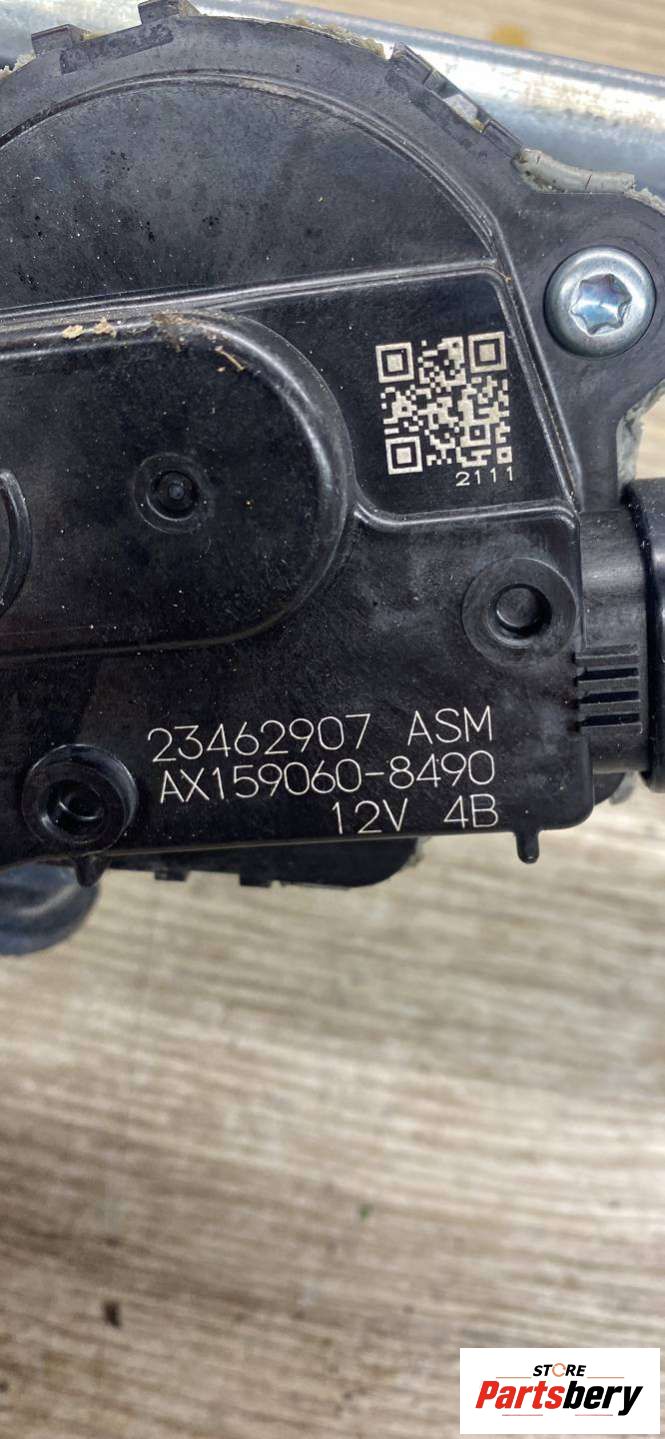 2111
23462907 ASM
AX159060-8490
12V 4B
STORE
Partsbery